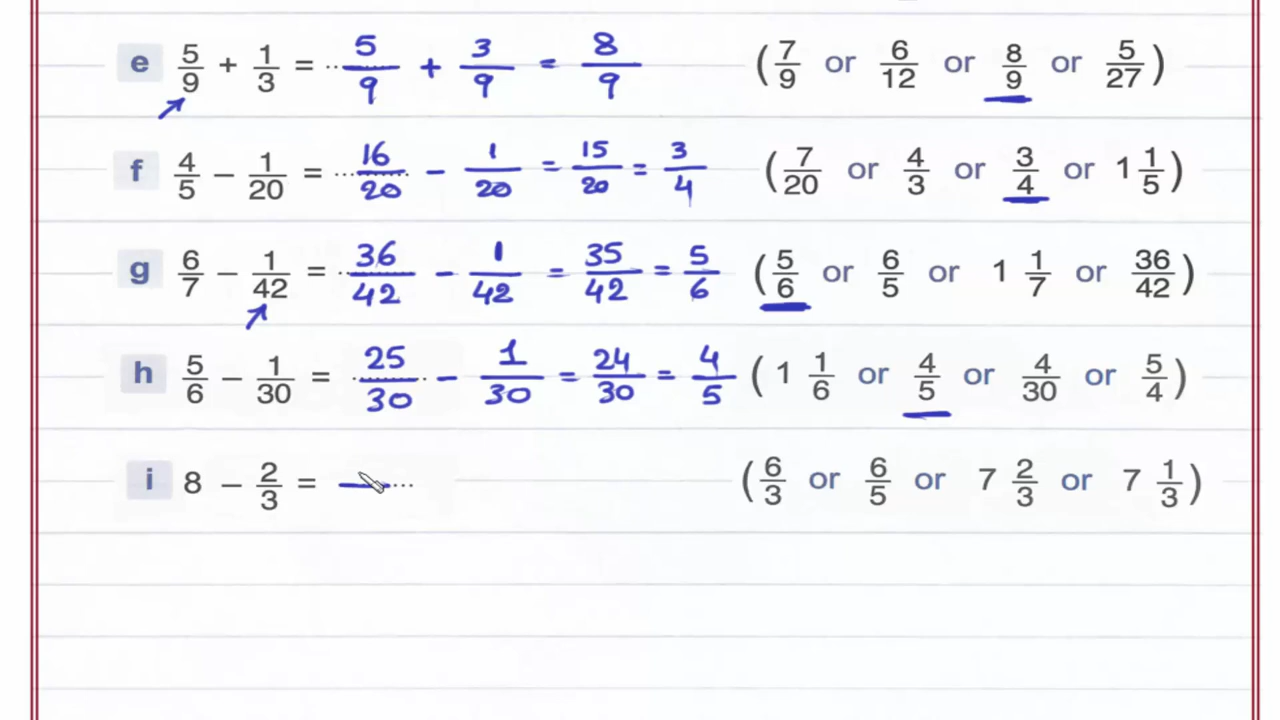 e 5/9 + 1/3 = 5/9 + 3/9 = 8/9 (7/9 or 6/12 or 8/9 or 5/27)
f 4/5 − 1/20 = 16/20 - 1/20 = 15/20 = 3/4 (7/20 or 4/3 or 3/4 or 1 1/5)
g 6/7 − 1/42 = 36/42 - 1/42 = 35/42 = 5/6 (5/6 or 6/5 or 1 1/7 or 36/42)
h 5/6 − 1/30 = 25/30 - 1/30 = 24/30 = 4/5 (1 1/6 or 4/5 or 4/30 or 5/4)
i 8 − 2/3 = ... (6/3 or 6/5 or 7 2/3 or 7 1/3)